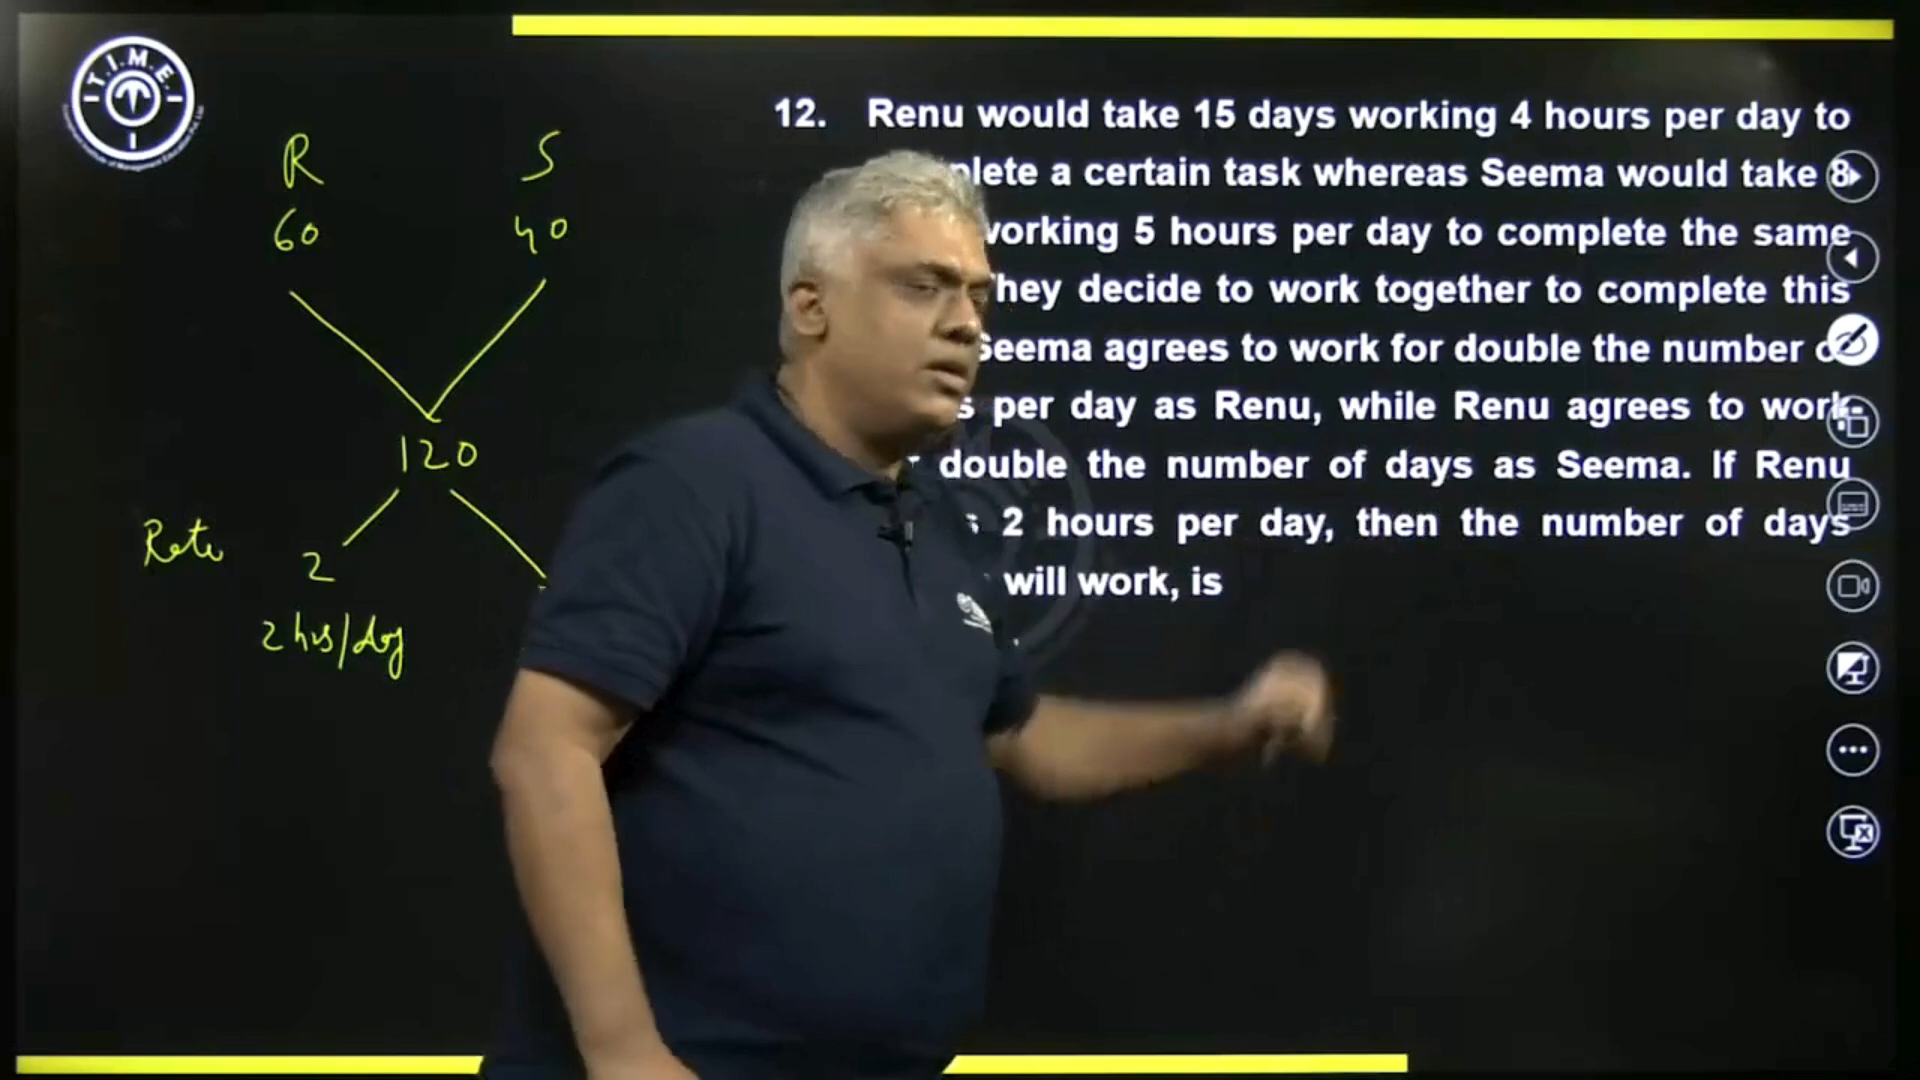 T.I.M.E.
R S
60 40
120
Rate 2
2 hrs/day
12. Renu would take 15 days working 4 hours per day to
a certain task whereas Seema would take 8
working 5 hours per day to complete the same
They decide to work together to complete this
Seema agrees to work for double the number
per day as Renu, while Renu agrees to work
double the number of days as Seema. If Renu
2 hours per day, then the number of days
will work, is